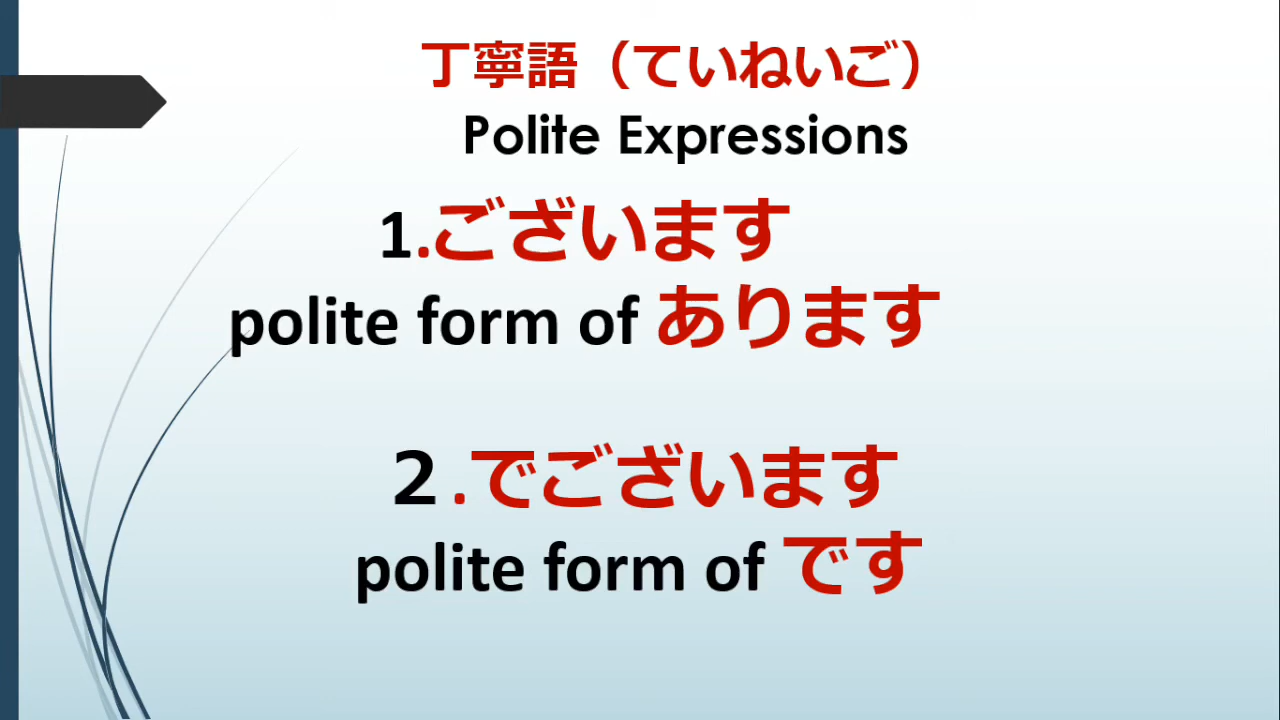 丁寧語（ていねいご）
Polite Expressions
1.ございます
polite form of あります
２.でございます
polite form of です